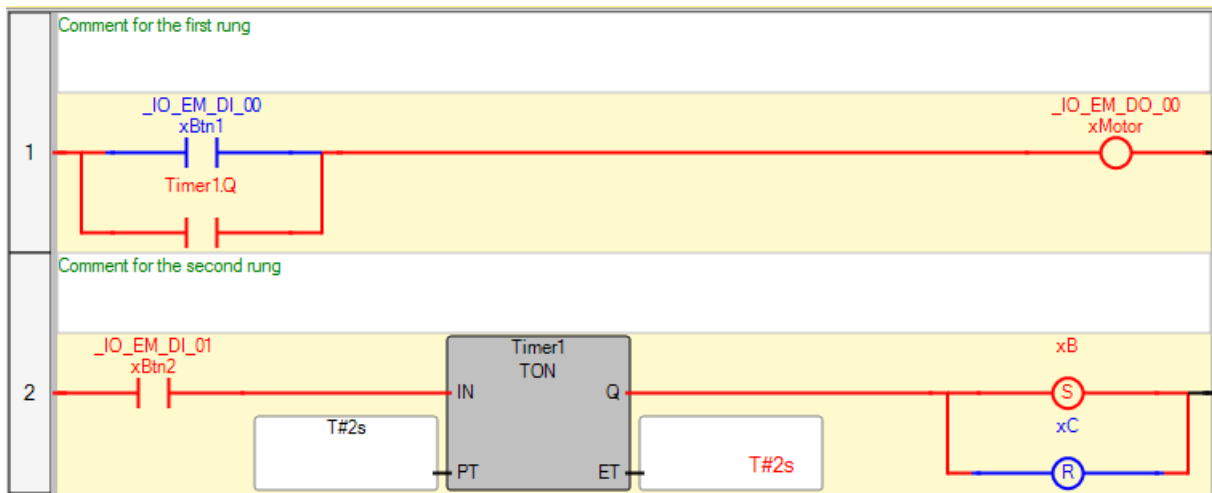 Comment for the first rung
_IO_EM_DI_00
xBtn1
_IO_EM_DO_00
xMotor
1
Timer1.Q
Comment for the second rung
_IO_EM_DI_01
xBtn2
Timer1
TON
xB
2
IN
Q
S
T#2s
xC
PT
ET
T#2s
R